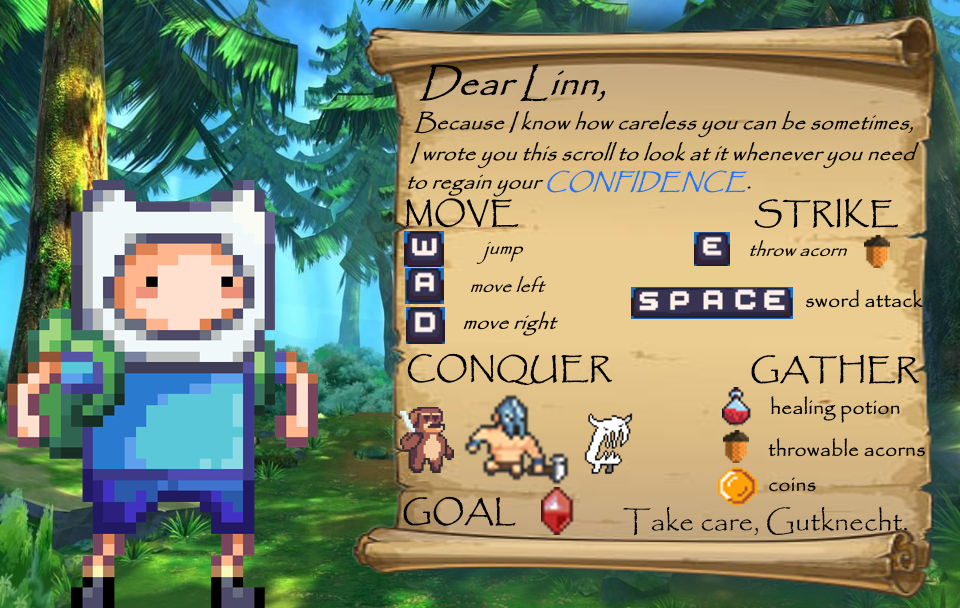 Dear Linn,
Because I know how careless you can be sometimes,
I wrote you this scroll to look at it whenever you need
to regain your CONFIDENCE.
MOVE
W jump
A move left
D move right
STRIKE
E throw acorn
SPACE sword attack
CONQUER
GATHER
healing potion
throwable acorns
coins
GOAL
Take care, Gutknecht.